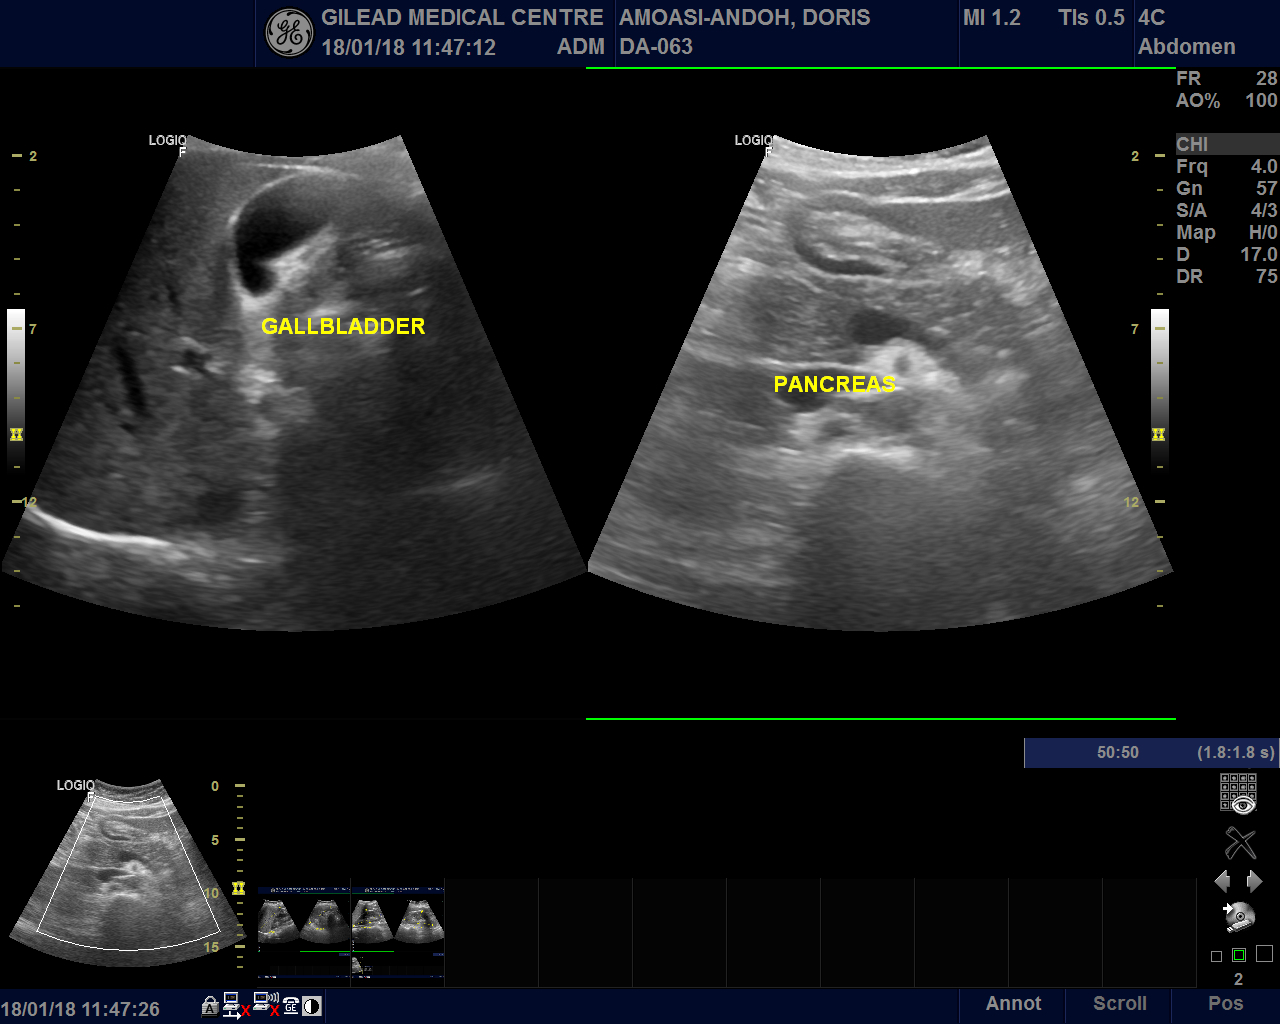 GILEAD MEDICAL CENTRE
18/01/18 11:47:12 ADM
AMOASI-ANDOH, DORIS
DA-063
MI 1.2 TIs 0.5
4C
Abdomen
FR 28
AO% 100
CHI
Frq 4.0
Gn 57
S/A 4/3
Map H/0
D 17.0
DR 75
LOGIQ
F
2
7
12
GALLBLADDER
LOGIQ
F
2
7
12
PANCREAS
50:50 (1.8:1.8 s)
LOGIQ
F
0
5
10
15
2
18/01/18 11:47:26
Annot
Scroll
Pos